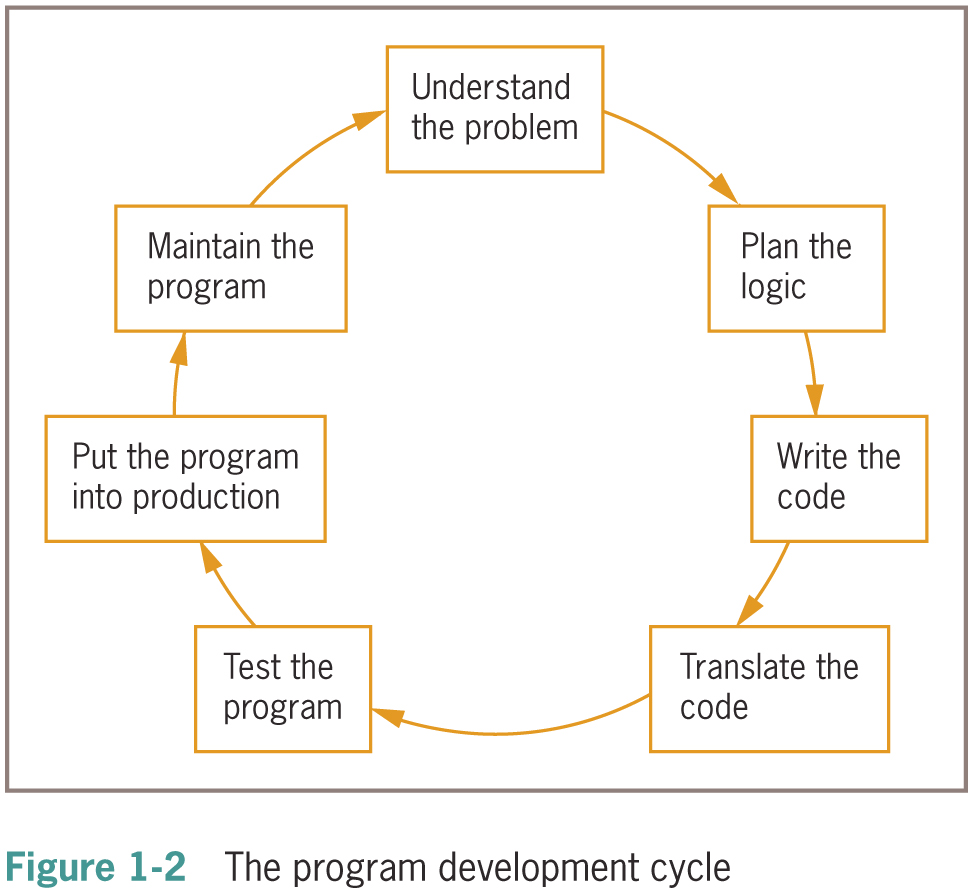 Understand
the problem
Plan the
logic
Write the
code
Translate the
code
Test the
program
Put the program
into production
Maintain the
program
Figure 1-2 The program development cycle